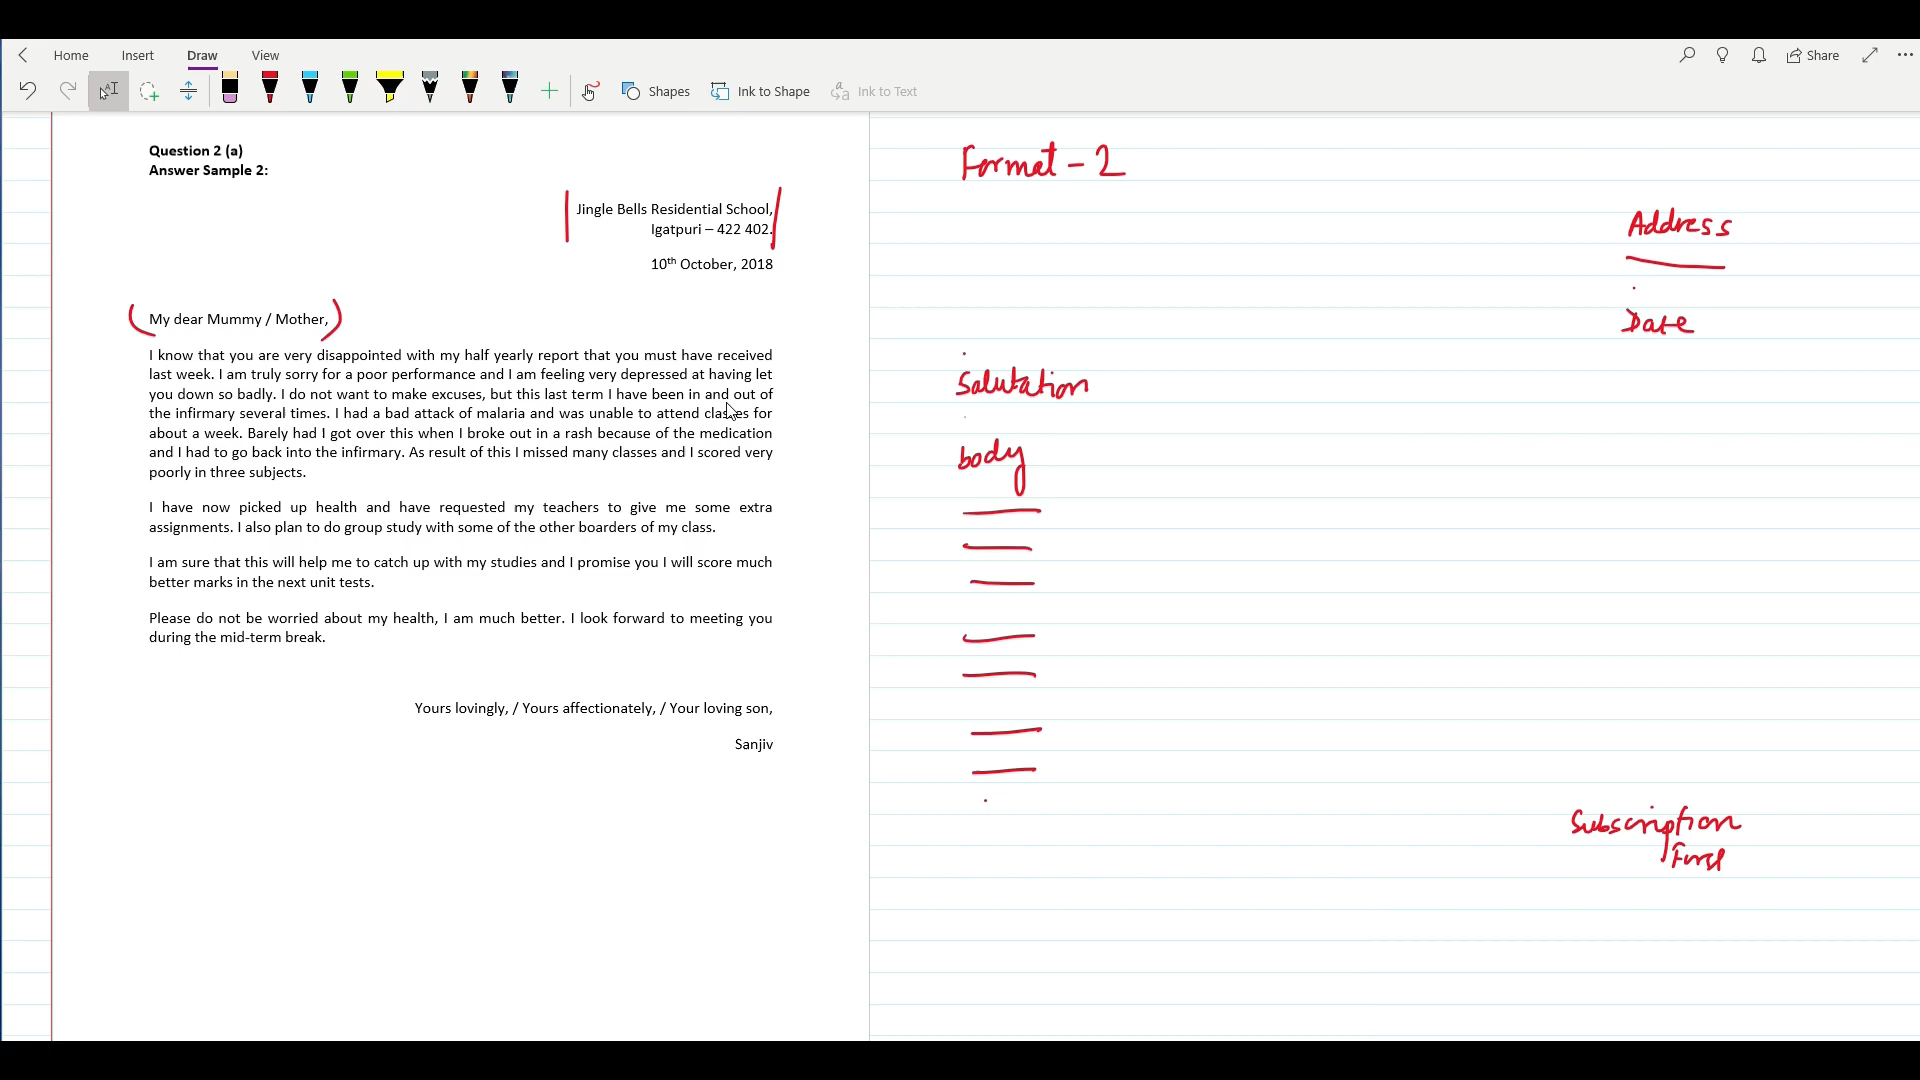 Home Insert Draw View
Share
Shapes Ink to Shape Ink to Text
Question 2 (a)
Answer Sample 2:
Jingle Bells Residential School,
Igatpuri – 422 402.
10th October, 2018
My dear Mummy / Mother,
I know that you are very disappointed with my half yearly report that you must have received
last week. I am truly sorry for a poor performance and I am feeling very depressed at having let
you down so badly. I do not want to make excuses, but this last term I have been in and out of
the infirmary several times. I had a bad attack of malaria and was unable to attend classes for
about a week. Barely had I got over this when I broke out in a rash because of the medication
and I had to go back into the infirmary. As result of this I missed many classes and I scored very
poorly in three subjects.
I have now picked up health and have requested my teachers to give me some extra
assignments. I also plan to do group study with some of the other boarders of my class.
I am sure that this will help me to catch up with my studies and I promise you I will score much
better marks in the next unit tests.
Please do not be worried about my health, I am much better. I look forward to meeting you
during the mid-term break.
Yours lovingly, / Yours affectionately, / Your loving son,
Sanjiv
Format - 2
Address
Date
Salutation
body
Subscription